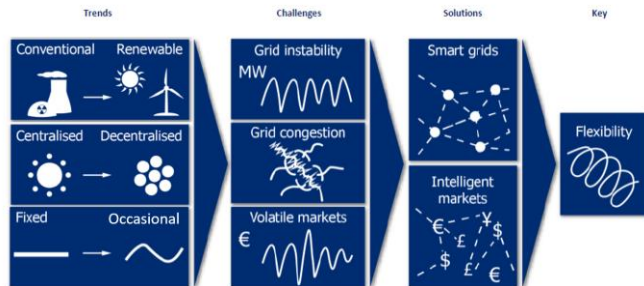 Trends
Challenges
Solutions
Key
Conventional
Renewable
Centralised
Decentralised
Fixed
Occasional
Grid instability
MW
Grid congestion
Volatile markets
€
Smart grids
Intelligent
markets
€
¥
£
$
$
£
€
Flexibility